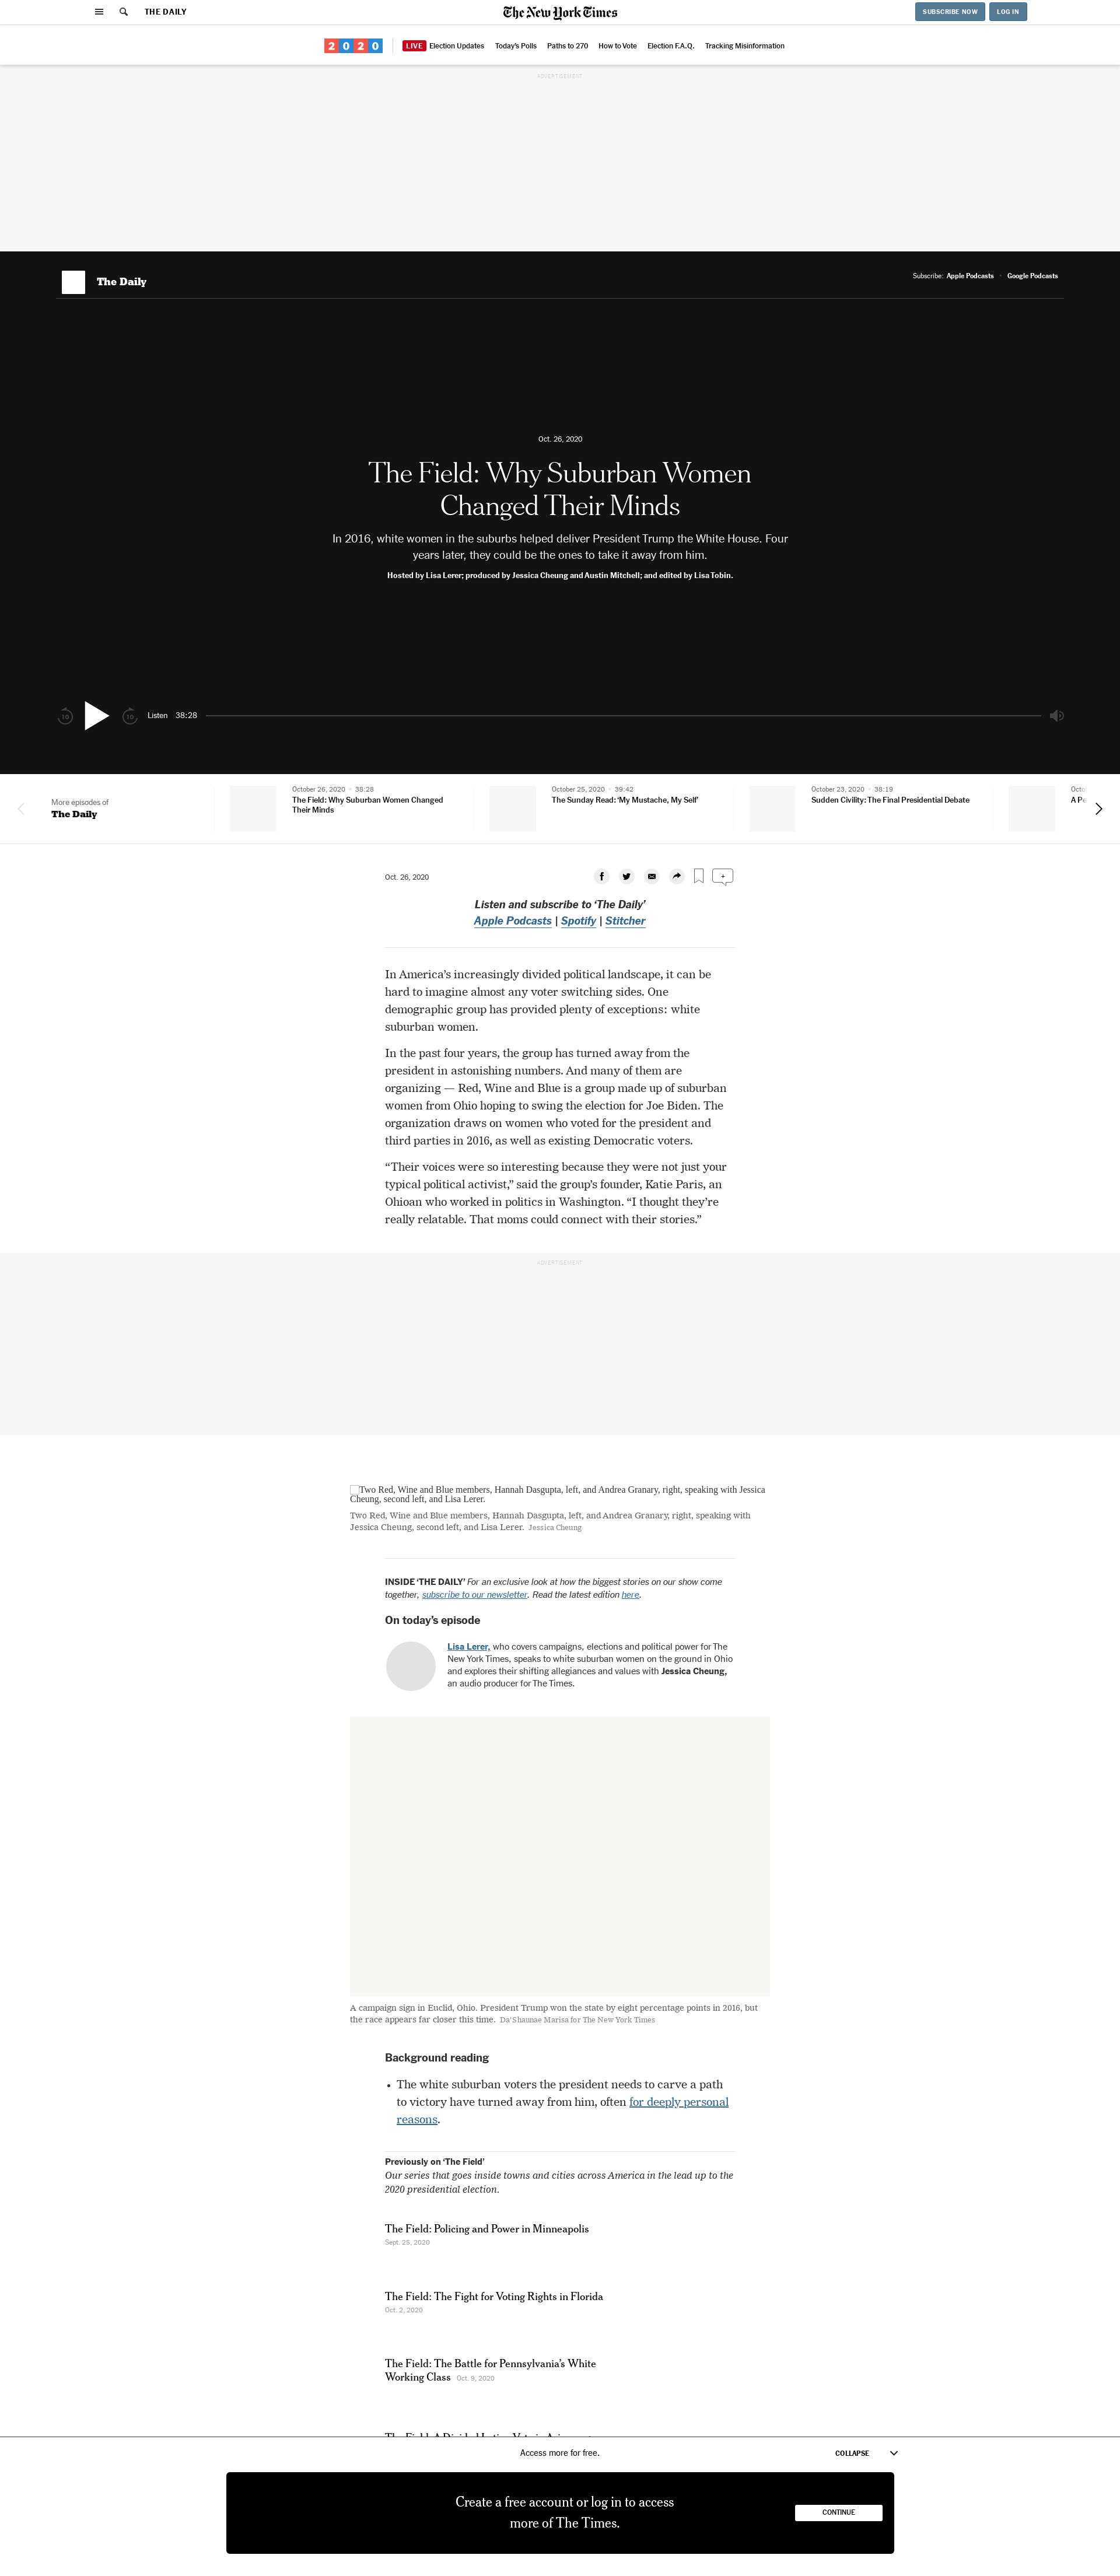 THE DAILY
The New York Times
SUBSCRIBE NOW
LOG IN
2020
LIVE Election Updates
Today's Polls
Paths to 270
How to Vote
Election F.A.Q.
Tracking Misinformation
ADVERTISEMENT
The Daily
Subscribe: Apple Podcasts · Google Podcasts
Oct. 26, 2020
The Field: Why Suburban Women
Changed Their Minds
In 2016, white women in the suburbs helped deliver President Trump the White House. Four
years later, they could be the ones to take it away from him.
Hosted by Lisa Lerer; produced by Jessica Cheung and Austin Mitchell; and edited by Lisa Tobin.
10
10
Listen 38:28
More episodes of
The Daily
October 26, 2020 · 38:28
The Field: Why Suburban Women Changed
Their Minds
October 25, 2020 · 39:42
The Sunday Read: ‘My Mustache, My Self’
October 23, 2020 · 38:19
Sudden Civility: The Final Presidential Debate
Oct. 26, 2020
+
Listen and subscribe to ‘The Daily’
Apple Podcasts | Spotify | Stitcher
In America’s increasingly divided political landscape, it can be
hard to imagine almost any voter switching sides. One
demographic group has provided plenty of exceptions: white
suburban women.
In the past four years, the group has turned away from the
president in astonishing numbers. And many of them are
organizing — Red, Wine and Blue is a group made up of suburban
women from Ohio hoping to swing the election for Joe Biden. The
organization draws on women who voted for the president and
third parties in 2016, as well as existing Democratic voters.
“Their voices were so interesting because they were not just your
typical political activist,” said the group’s founder, Katie Paris, an
Ohioan who worked in politics in Washington. “I thought they’re
really relatable. That moms could connect with their stories.”
ADVERTISEMENT
Two Red, Wine and Blue members, Hannah Dasgupta, left, and Andrea Granary, right, speaking with Jessica
Cheung, second left, and Lisa Lerer.
Two Red, Wine and Blue members, Hannah Dasgupta, left, and Andrea Granary, right, speaking with
Jessica Cheung, second left, and Lisa Lerer. Jessica Cheung
INSIDE ‘THE DAILY’ For an exclusive look at how the biggest stories on our show come
together, subscribe to our newsletter. Read the latest edition here.
On today’s episode
Lisa Lerer, who covers campaigns, elections and political power for The
New York Times, speaks to white suburban women on the ground in Ohio
and explores their shifting allegiances and values with Jessica Cheung,
an audio producer for The Times.
A campaign sign in Euclid, Ohio. President Trump won the state by eight percentage points in 2016, but
the race appears far closer this time. Da’Shaunae Marisa for The New York Times
Background reading
• The white suburban voters the president needs to carve a path
to victory have turned away from him, often for deeply personal
reasons.
Previously on ‘The Field’
Our series that goes inside towns and cities across America in the lead up to the
2020 presidential election.
The Field: Policing and Power in Minneapolis
Sept. 25, 2020
The Field: The Fight for Voting Rights in Florida
Oct. 2, 2020
The Field: The Battle for Pennsylvania’s White
Working Class Oct. 9, 2020
Access more for free.
COLLAPSE
Create a free account or log in to access
more of The Times.
CONTINUE